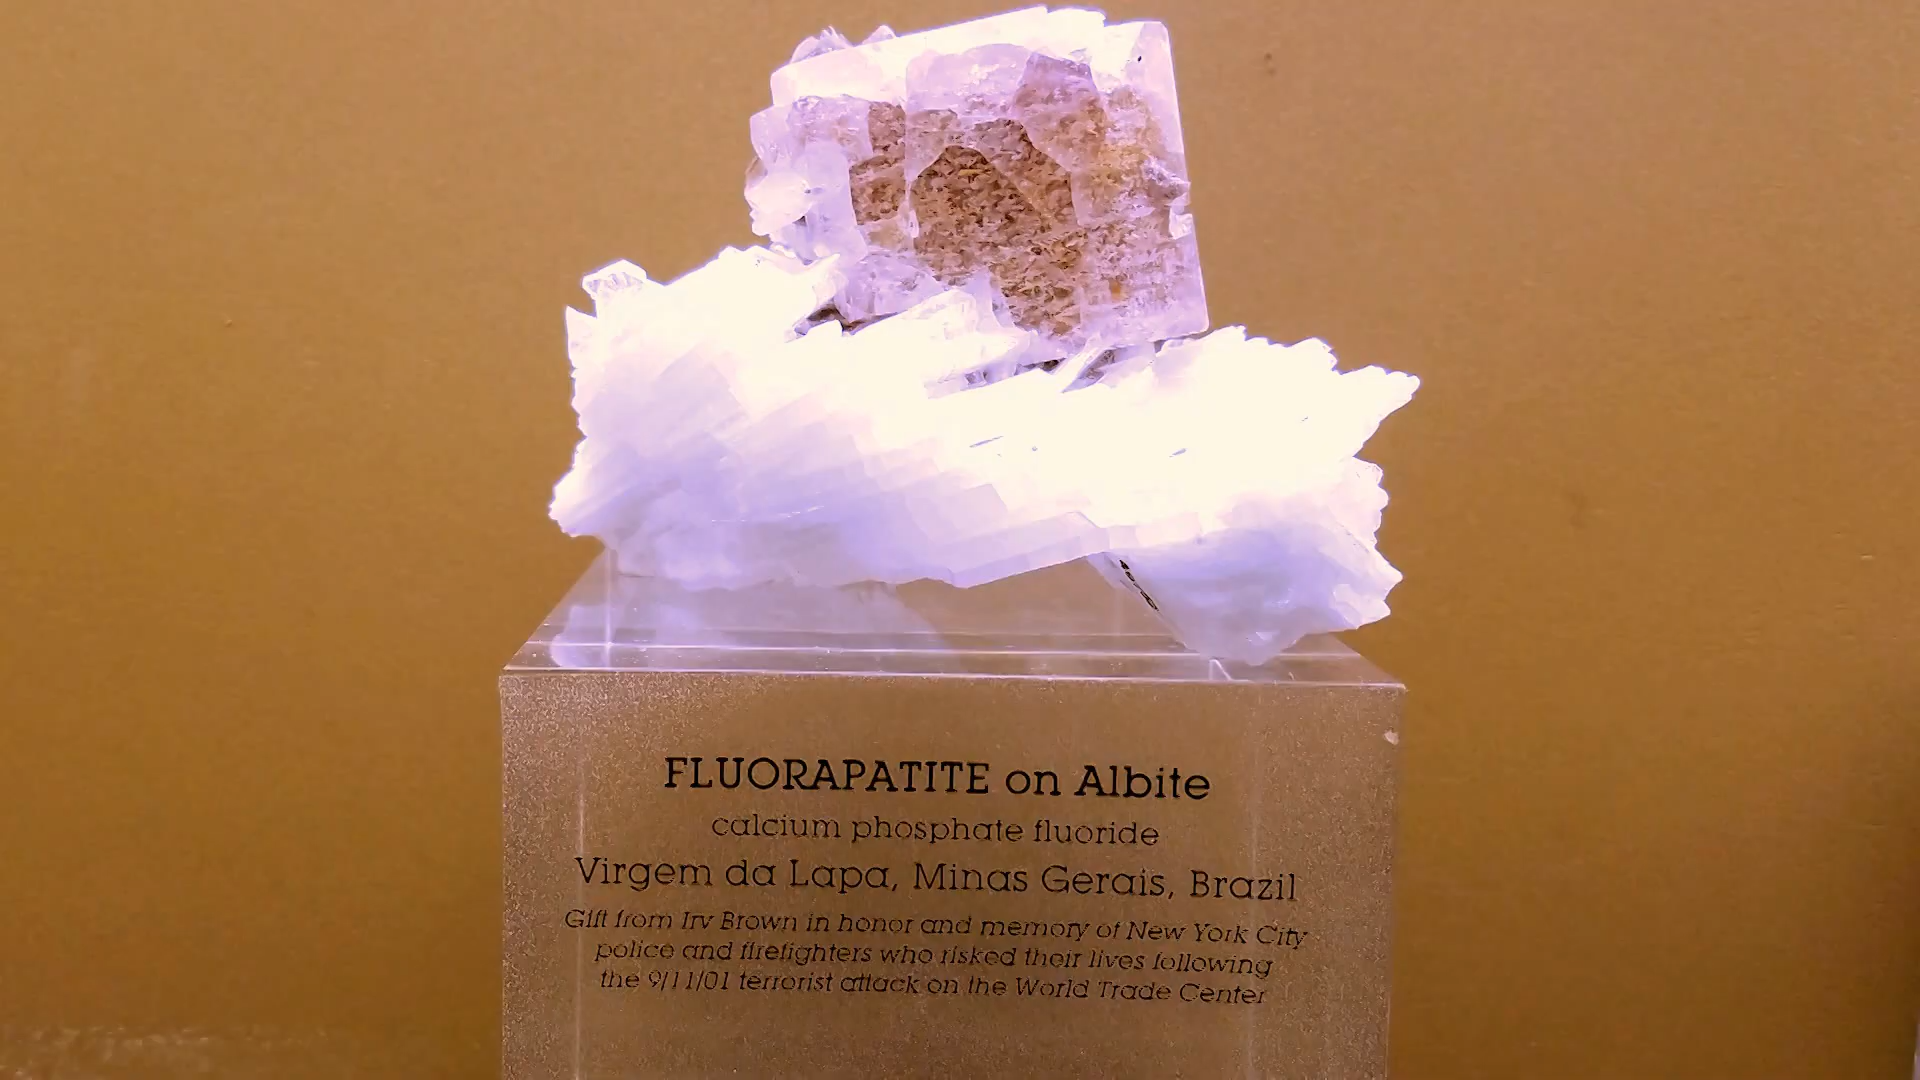 FLUORAPATITE on Albite
calcium phosphate fluoride
Virgem da Lapa, Minas Gerais, Brazil
Gift from Irv Brown in honor and memory of New York City
police and firefighters who risked their lives following
the 9/11/01 terrorist attack on the World Trade Center